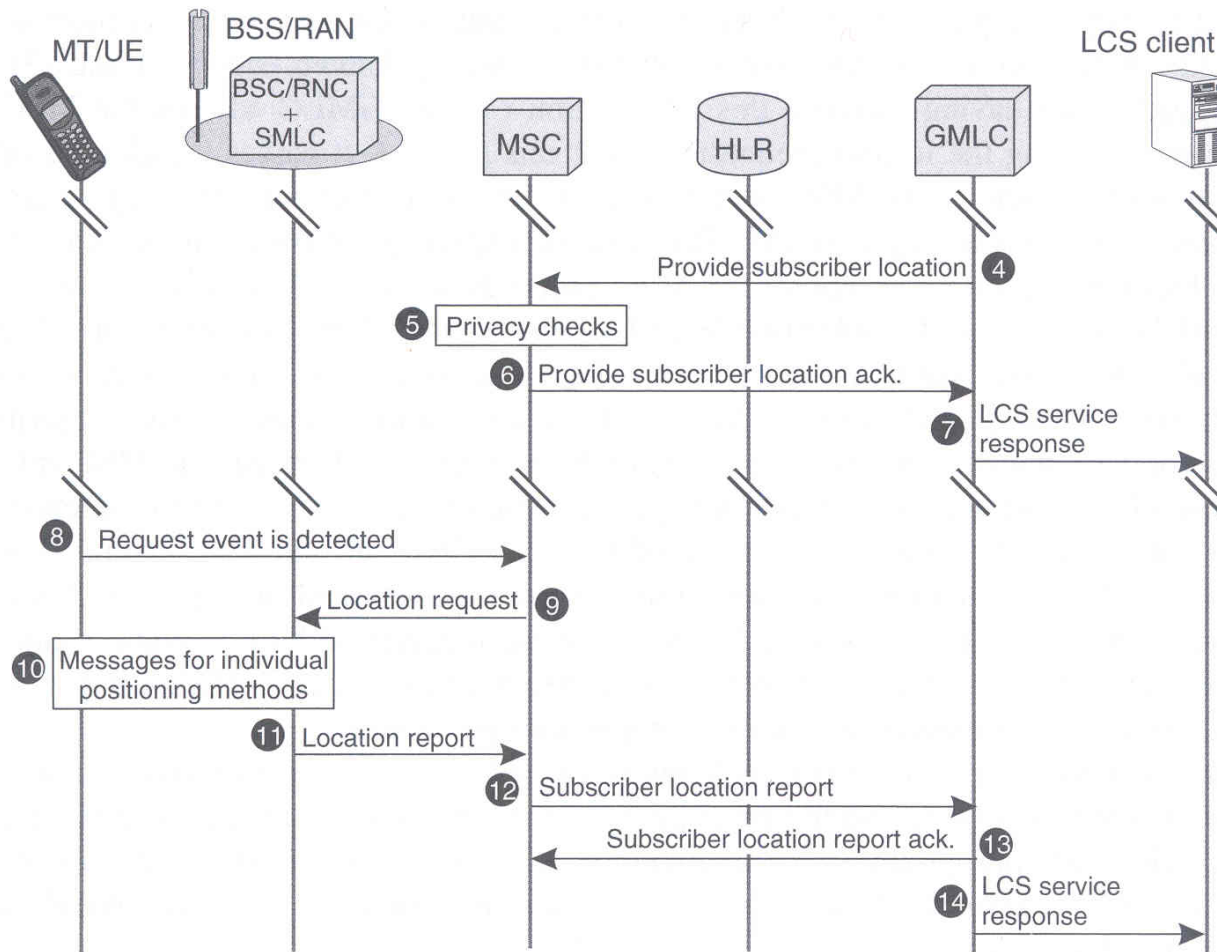 MT/UE
BSS/RAN
LCS client
BSC/RNC
+
SMLC
MSC
HLR
GMLC
Provide subscriber location
4
5
Privacy checks
6
Provide subscriber location ack.
7
LCS service
response
8
Request event is detected
Location request
9
10
Messages for individual
positioning methods
11
Location report
12
Subscriber location report
Subscriber location report ack.
13
14
LCS service
response